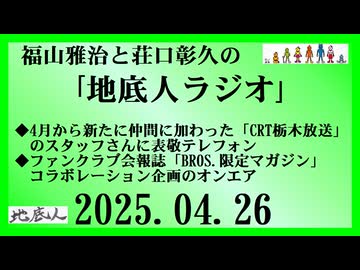 福山雅治と荘口彰久の
「地底人ラジオ」
◆4月から新たに仲間に加わった「CRT栃木放送」
のスタッフさんに表敬テレフォン
◆ファンクラブ会報誌「BROS.限定マガジン」
コラボレーション企画のオンエア
地底人
2025.04.26